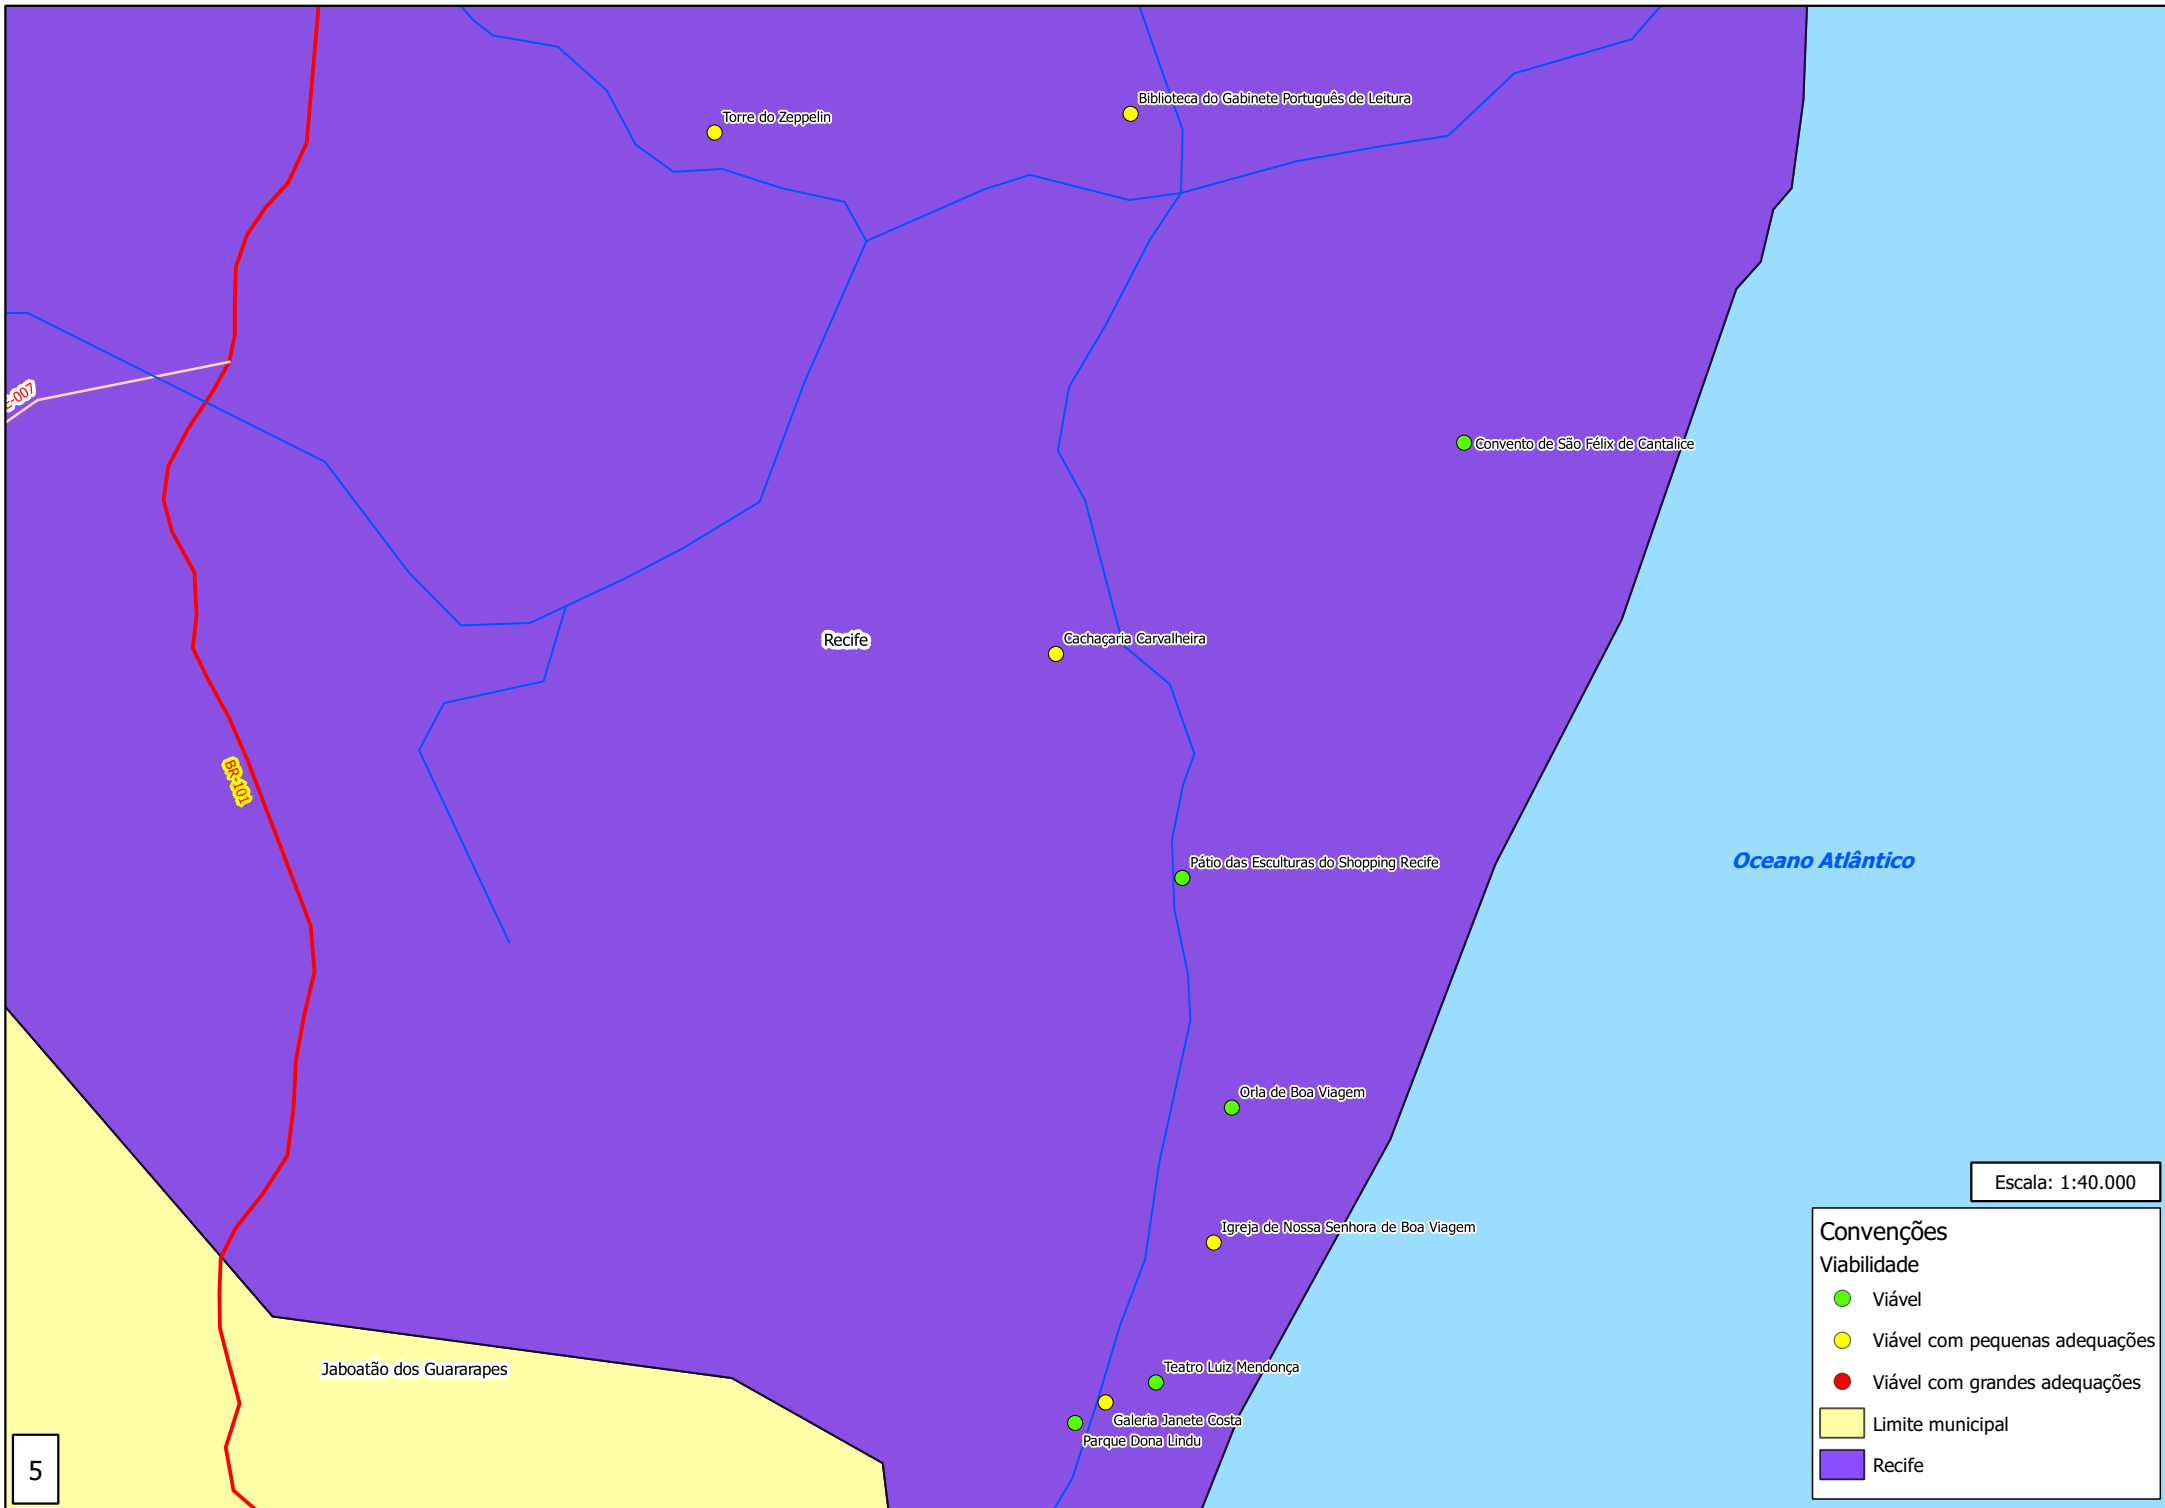 Biblioteca do Gabinete Português de Leitura
Torre do Zeppelin
-007
Convento de São Félix de Cantalice
Recife
Cachaçaria Carvalheira
BR-101
Pátio das Esculturas do Shopping Recife
Oceano Atlântico
Orla de Boa Viagem
Escala: 1:40.000
Igreja de Nossa Senhora de Boa Viagem
Convenções
Viabilidade
Viável
Viável com pequenas adequações
Viável com grandes adequações
Limite municipal
Recife
Jaboatão dos Guararapes
Teatro Luiz Mendonça
Galeria Janete Costa
Parque Dona Lindu
5